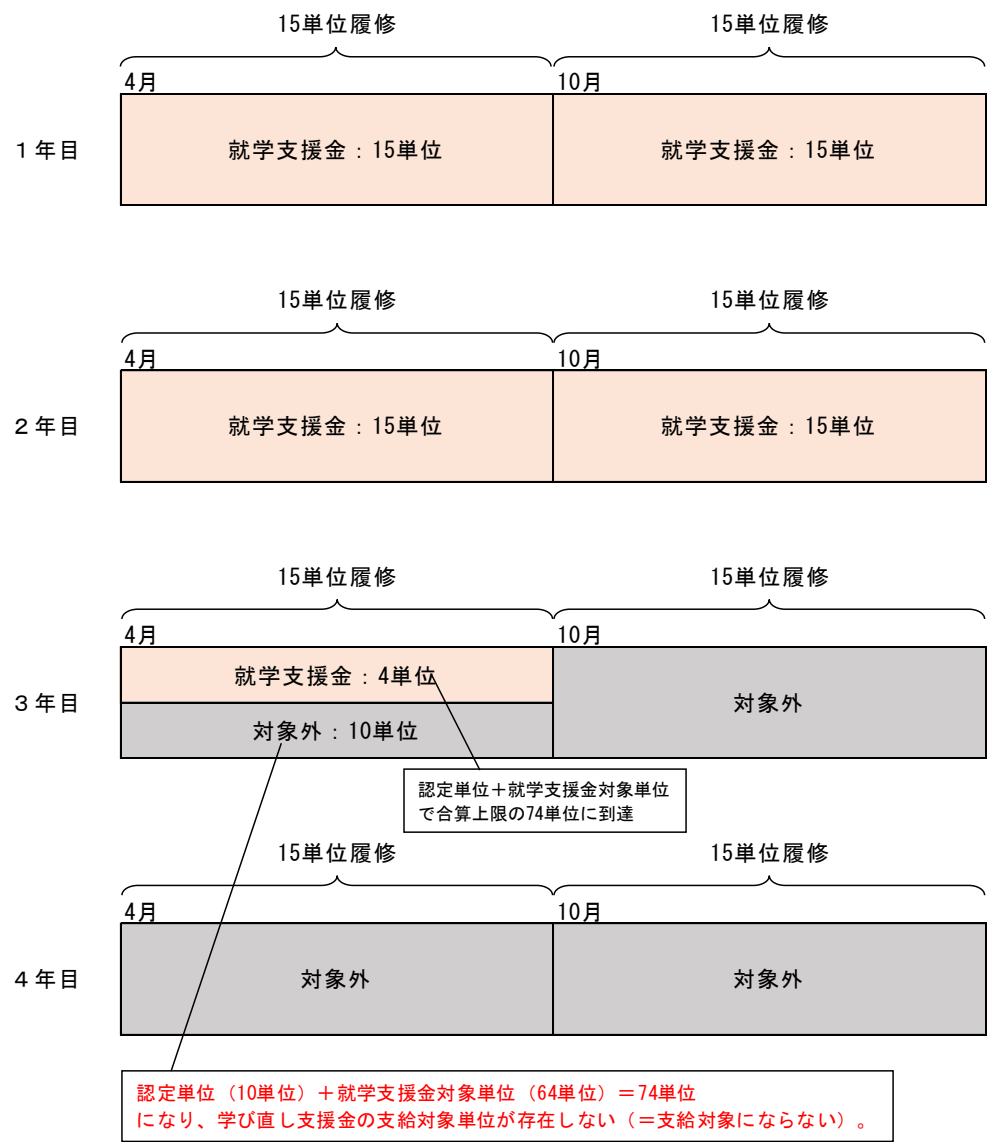 15単位履修 15単位履修
4月 10月
１年目 就学支援金：15単位 就学支援金：15単位
15単位履修 15単位履修
4月 10月
２年目 就学支援金：15単位 就学支援金：15単位
15単位履修 15単位履修
4月 10月
３年目 就学支援金：4単位 対象外
対象外：10単位
認定単位＋就学支援金対象単位
で合算上限の74単位に到達
15単位履修 15単位履修
4月 10月
４年目 対象外 対象外
認定単位（10単位）＋就学支援金対象単位（64単位）＝74単位
になり、学び直し支援金の支給対象単位が存在しない（＝支給対象にならない）。